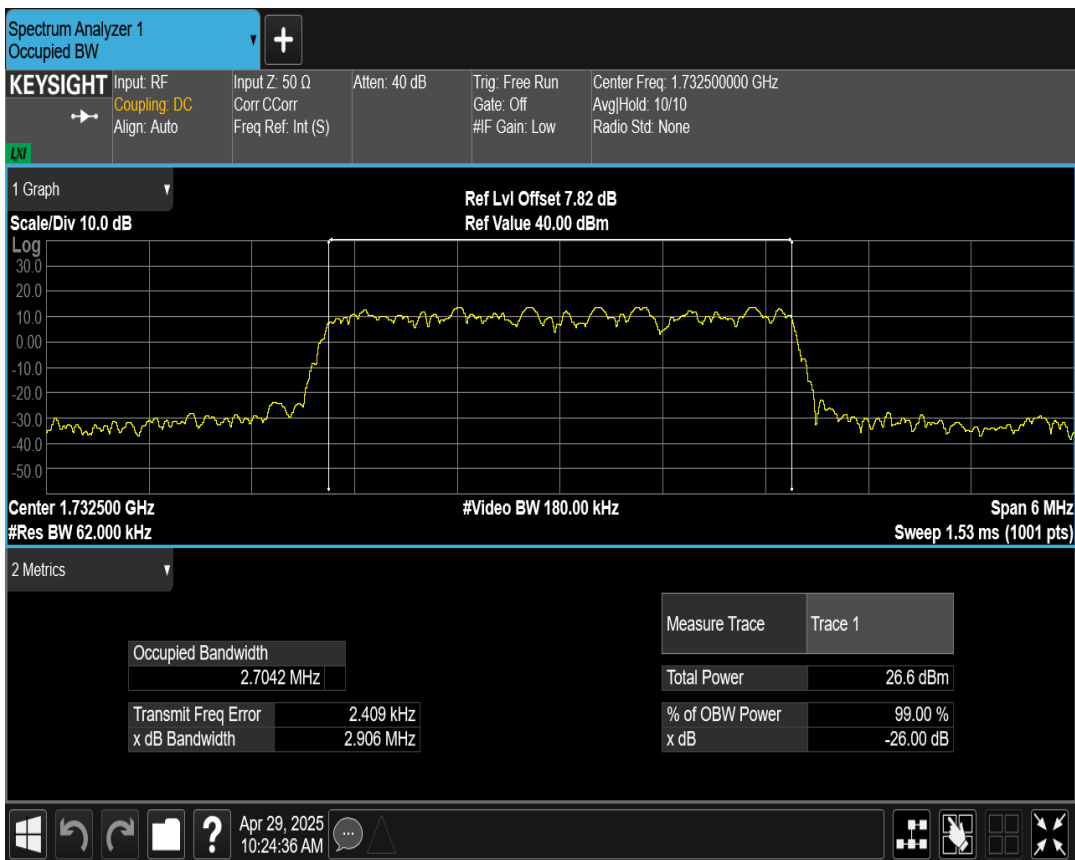 Spectrum Analyzer 1
Occupied BW
KEYSIGHT
LXI
Input: RF
Coupling: DC
Align: Auto
Input Z: 50 Ω
Corr CCorr
Freq Ref: Int (S)
Atten: 40 dB
Trig: Free Run
Gate: Off
#IF Gain: Low
Center Freq: 1.732500000 GHz
Avg|Hold: 10/10
Radio Std: None
1 Graph
Scale/Div 10.0 dB
Ref Lvl Offset 7.82 dB
Ref Value 40.00 dBm
Log
30.0
20.0
10.0
0.00
-10.0
-20.0
-30.0
-40.0
-50.0
Center 1.732500 GHz
#Video BW 180.00 kHz
Span 6 MHz
#Res BW 62.000 kHz
Sweep 1.53 ms (1001 pts)
2 Metrics
Measure Trace Trace 1
Occupied Bandwidth
2.7042 MHz
Total Power 26.6 dBm
Transmit Freq Error 2.409 kHz
% of OBW Power 99.00 %
x dB Bandwidth 2.906 MHz
x dB -26.00 dB
Apr 29, 2025
10:24:36 AM